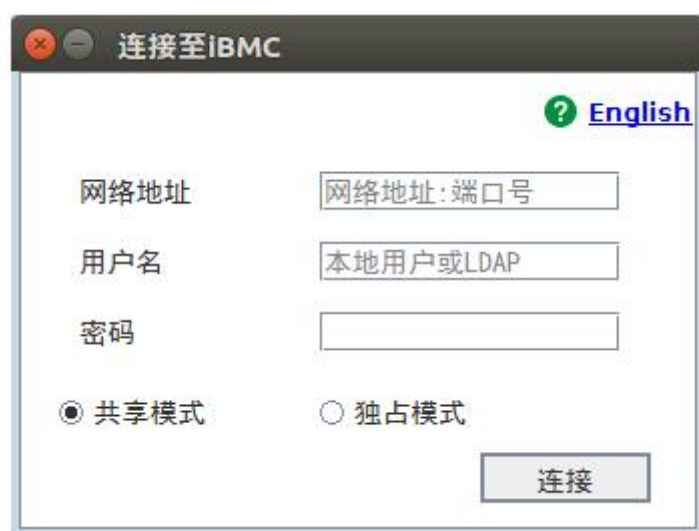 连接至iBMC
English
网络地址 网络地址:端口号
用户名 本地用户或LDAP
密码
共享模式 独占模式
连接